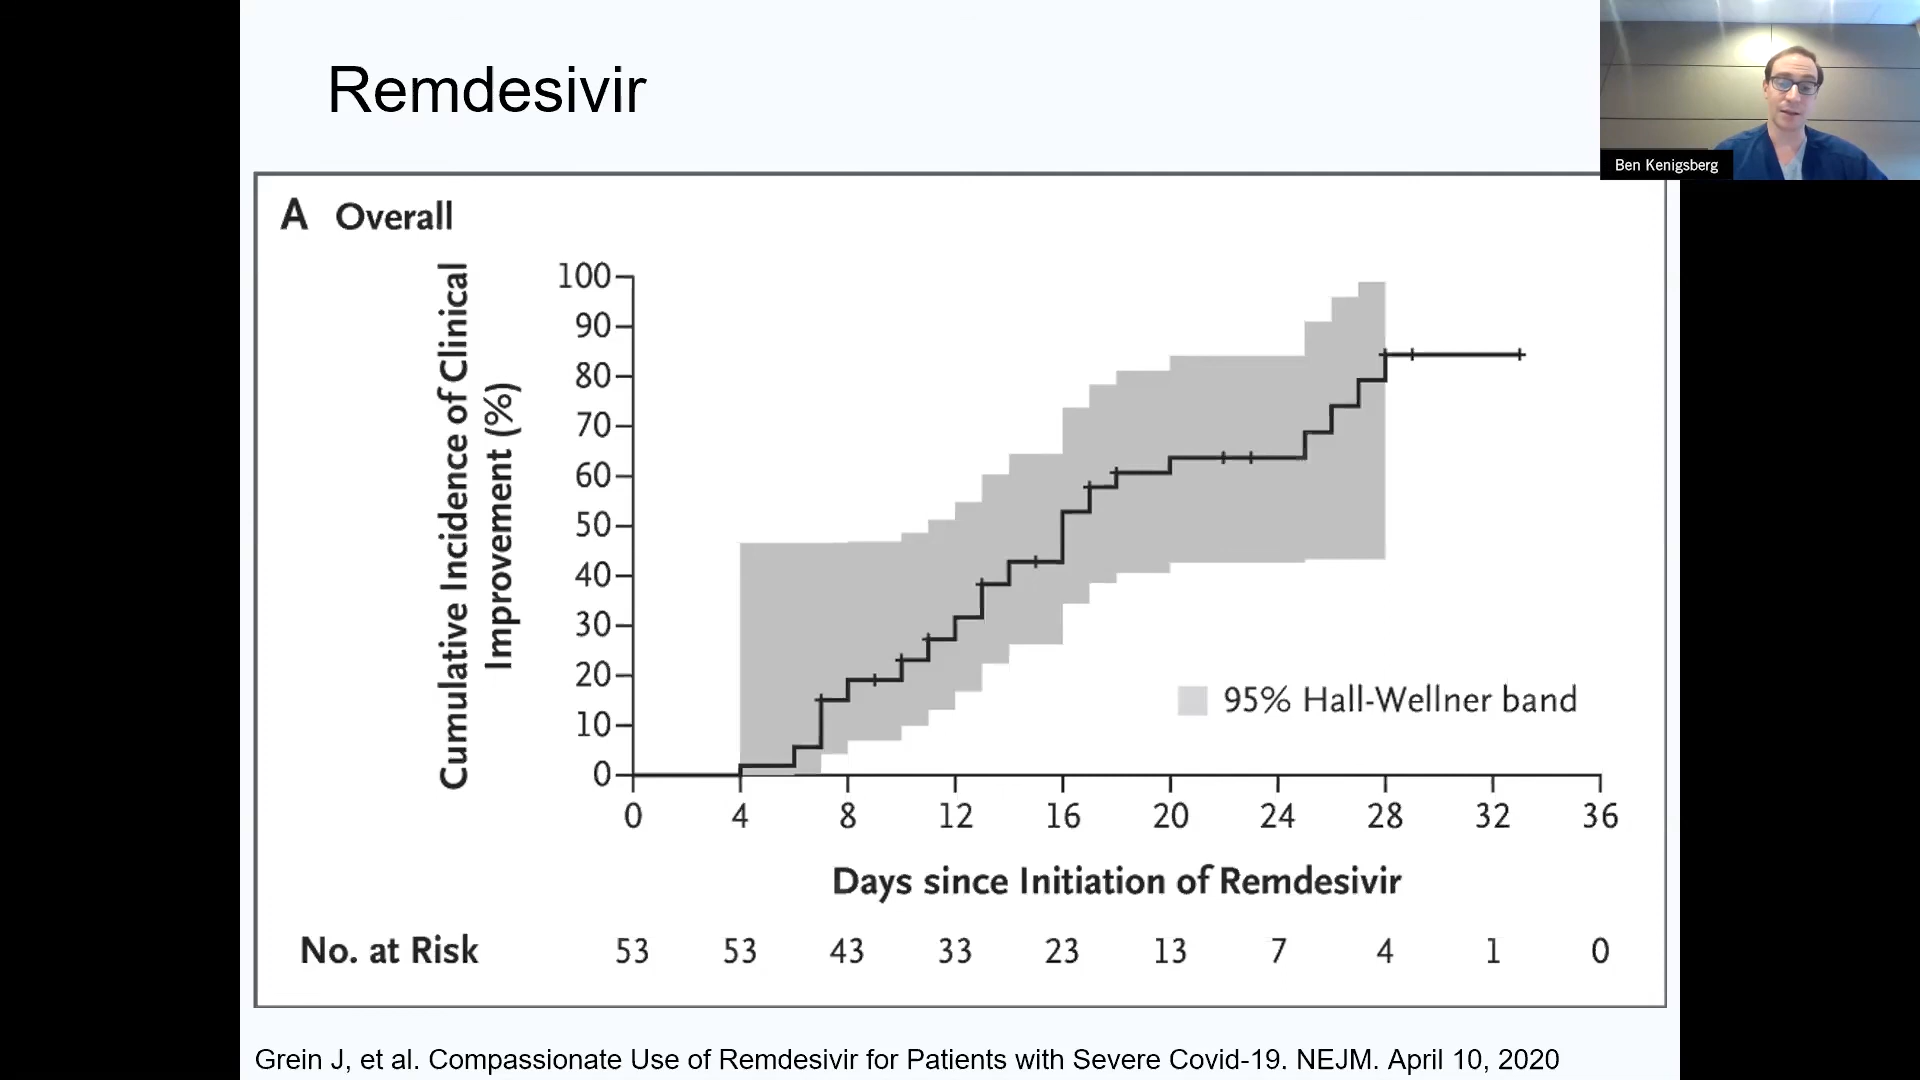 Remdesivir
Ben Kenigsberg
A Overall
Cumulative Incidence of Clinical
Improvement (%)
100
90
80
70
60
50
40
30
20
10
0
95% Hall-Wellner band
0 4 8 12 16 20 24 28 32 36
Days since Initiation of Remdesivir
No. at Risk 53 53 43 33 23 13 7 4 1 0
Grein J, et al. Compassionate Use of Remdesivir for Patients with Severe Covid-19. NEJM. April 10, 2020